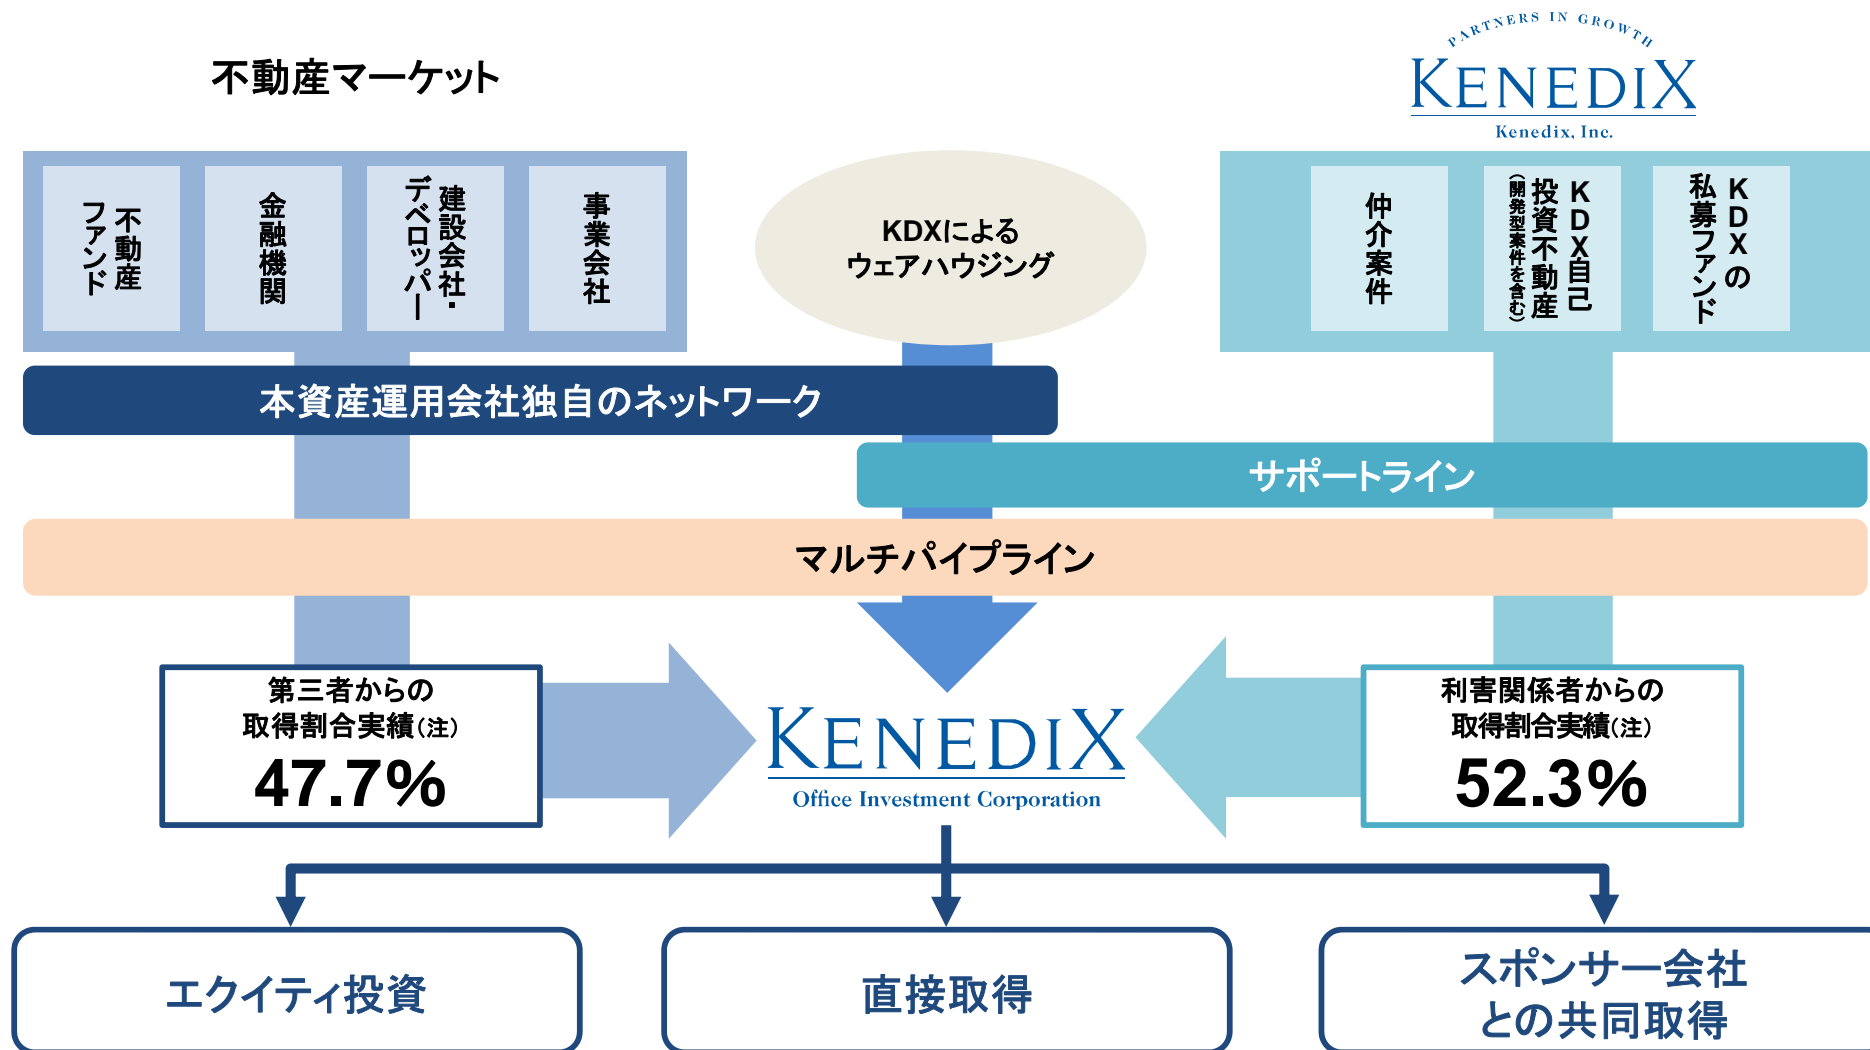 不動産マーケット
PARTNERS IN GROWTH
KENEDIX
Kenedix, Inc.
不動産
ファンド
金融機関
建設会社・
デベロッパー
事業会社
KDXによる
ウェアハウジング
仲介案件
KDX自己
投資不動産
(開発型案件を含む)
KDXの
私募ファンド
本資産運用会社独自のネットワーク
サポートライン
マルチパイプライン
第三者からの
取得割合実績(注)
47.7%
KENEDIX
Office Investment Corporation
利害関係者からの
取得割合実績(注)
52.3%
エクイティ投資
直接取得
スポンサー会社
との共同取得